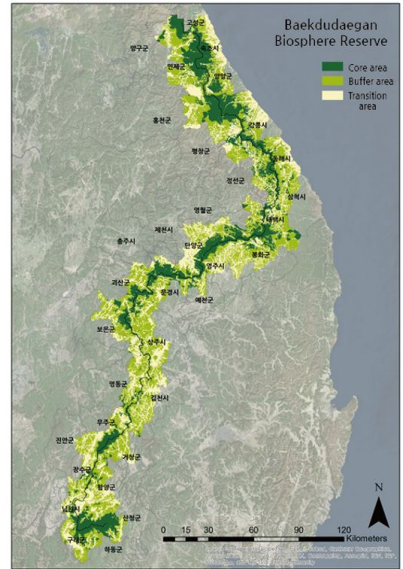 Baekdudaegan
Biosphere Reserve
Core area
Buffer area
Transition
area
고성군
양구군
속초시
인제군
양양군
홍천군
강릉시
평창군
동해시
정선군
삼척시
영월군
태백시
제천시
충주시
단양군
봉화군
영주시
괴산군
문경시
예천군
보은군
상주시
영동군
김천시
무주군
진안군
거창군
장수군
함양군
남원시
산청군
구례군
하동군
N
0 15 30 60 90 120
Kilometers